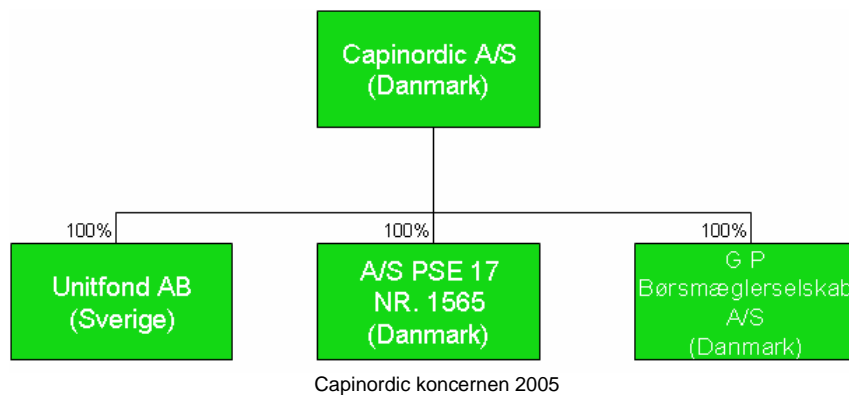 Capinordic A/S
(Danmark)
100%
100%
100%
Unitfond AB
(Sverige)
A/S PSE 17
NR. 1565
(Danmark)
G P
Børsmæglerselskab
A/S
(Danmark)
Capinordic koncernen 2005